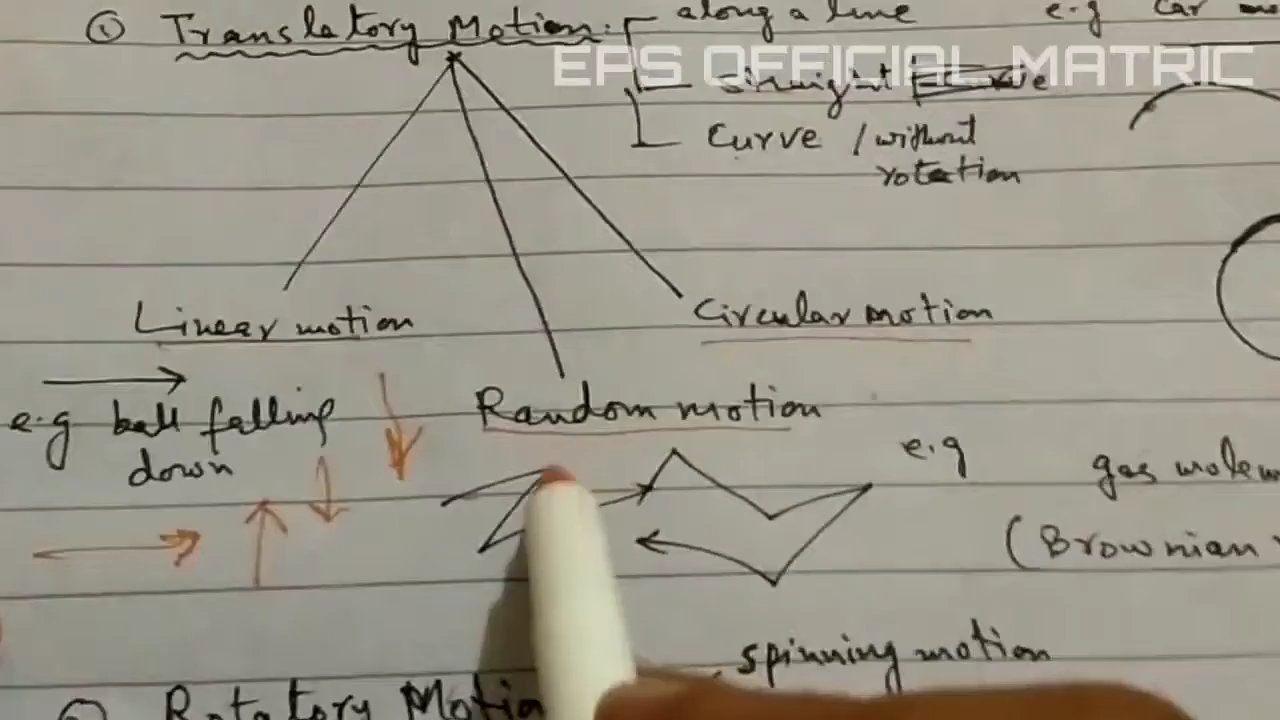 ① Translatory Motion: along a line e.g Car
EPS OFFICIAL MATRIC
straight
Curve / without
rotation
Linear motion
Circular motion
e.g ball falling
down
Random motion
e.g gas
(Brownian
spinning motion
Rotatory Motion